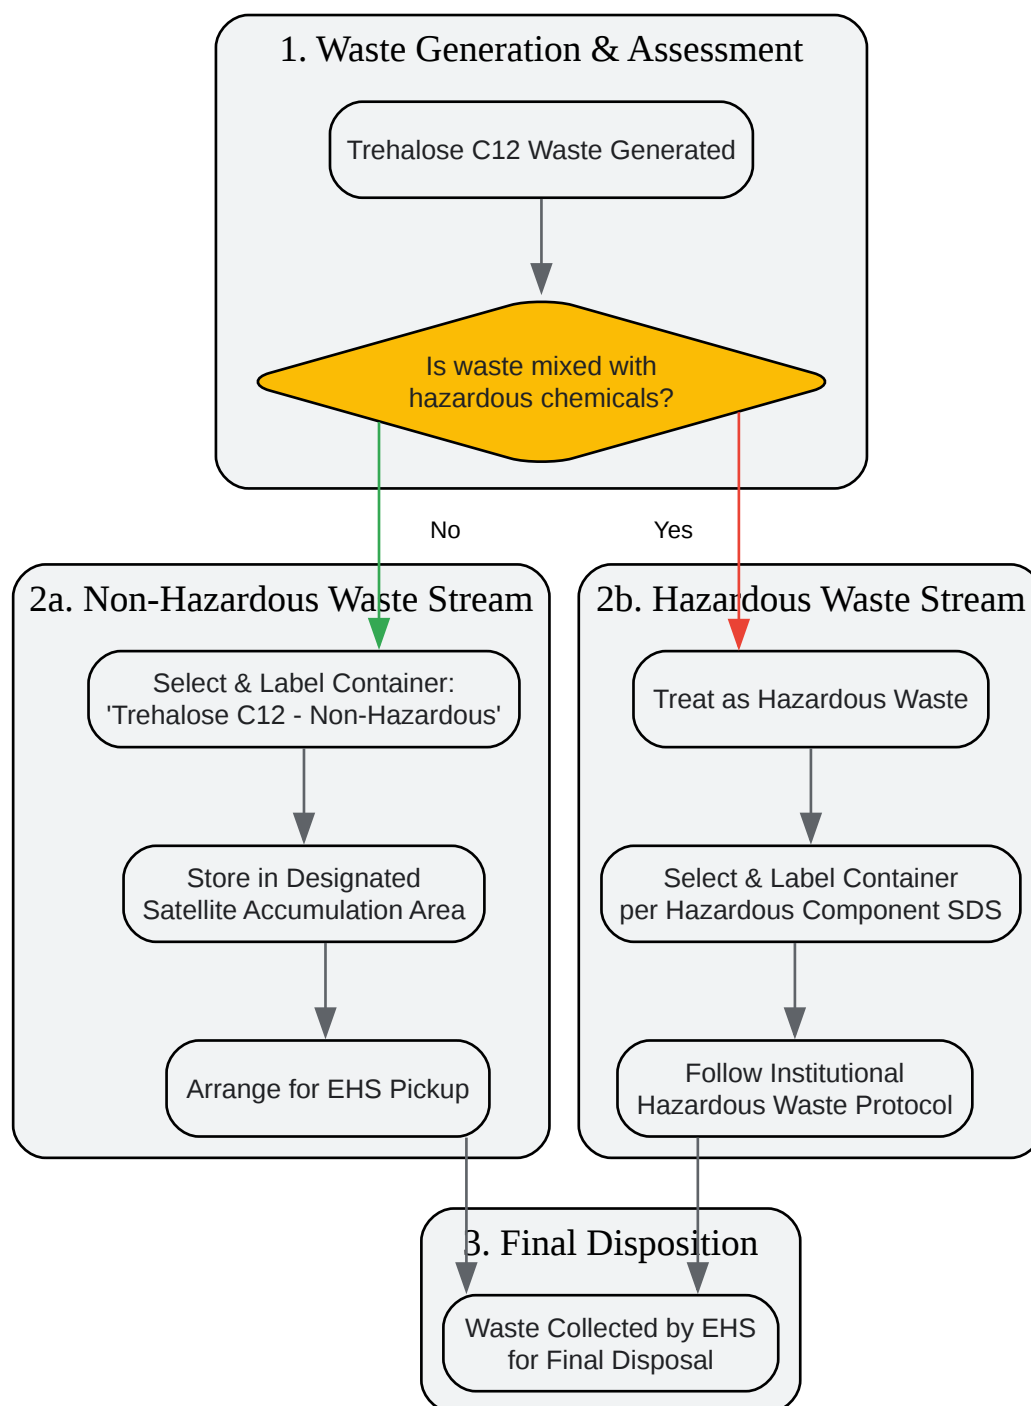 1. Waste Generation & Assessment
Trehalose C12 Waste Generated
Is waste mixed with
hazardous chemicals?
No
Yes
2a. Non-Hazardous Waste Stream
Select & Label Container:
'Trehalose C12 - Non-Hazardous'
Store in Designated
Satellite Accumulation Area
Arrange for EHS Pickup
2b. Hazardous Waste Stream
Treat as Hazardous Waste
Select & Label Container
per Hazardous Component SDS
Follow Institutional
Hazardous Waste Protocol
3. Final Disposition
Waste Collected by EHS
for Final Disposal